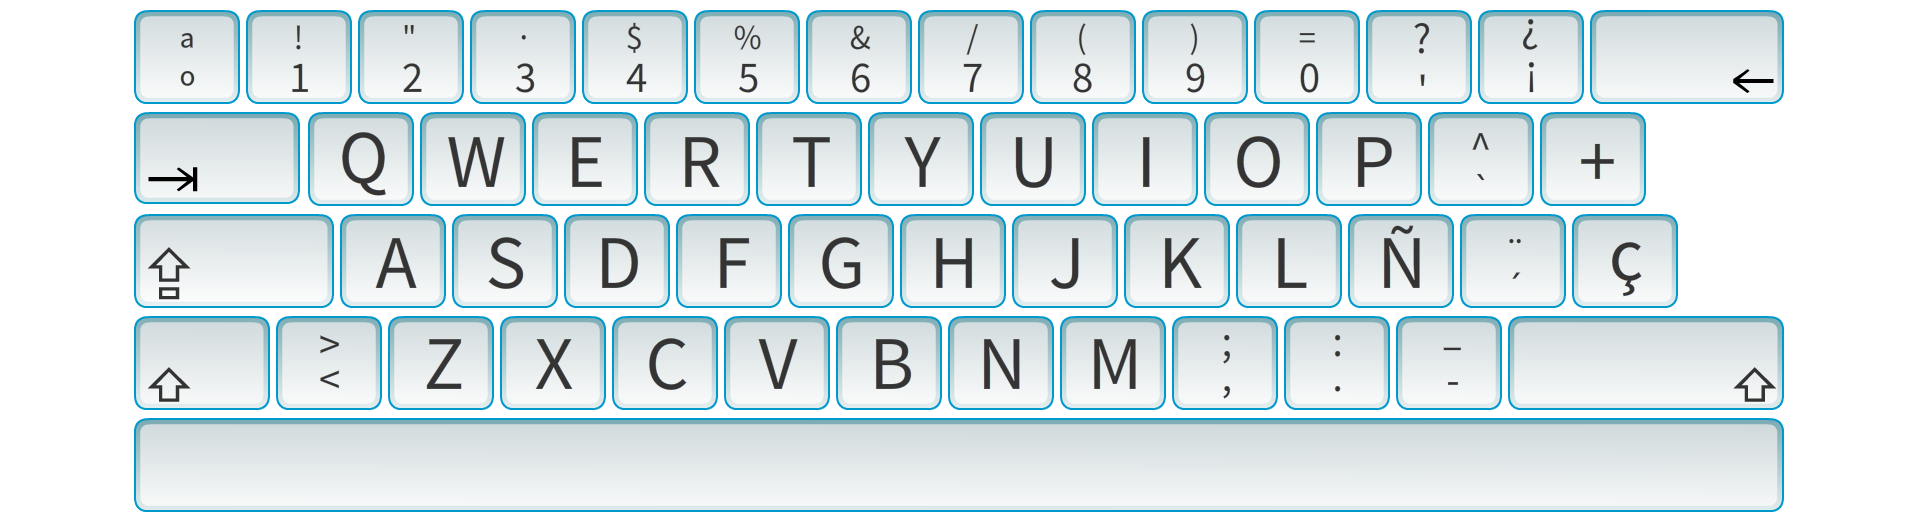 a ! " · $ % & / ( ) = ? ¿
o 1 2 3 4 5 6 7 8 9 0 ' ¡
Q W E R T Y U I O P ^ ` +
A S D F G H J K L Ñ ¨ ´ ç
> < Z X C V B N M ; , : . _ -